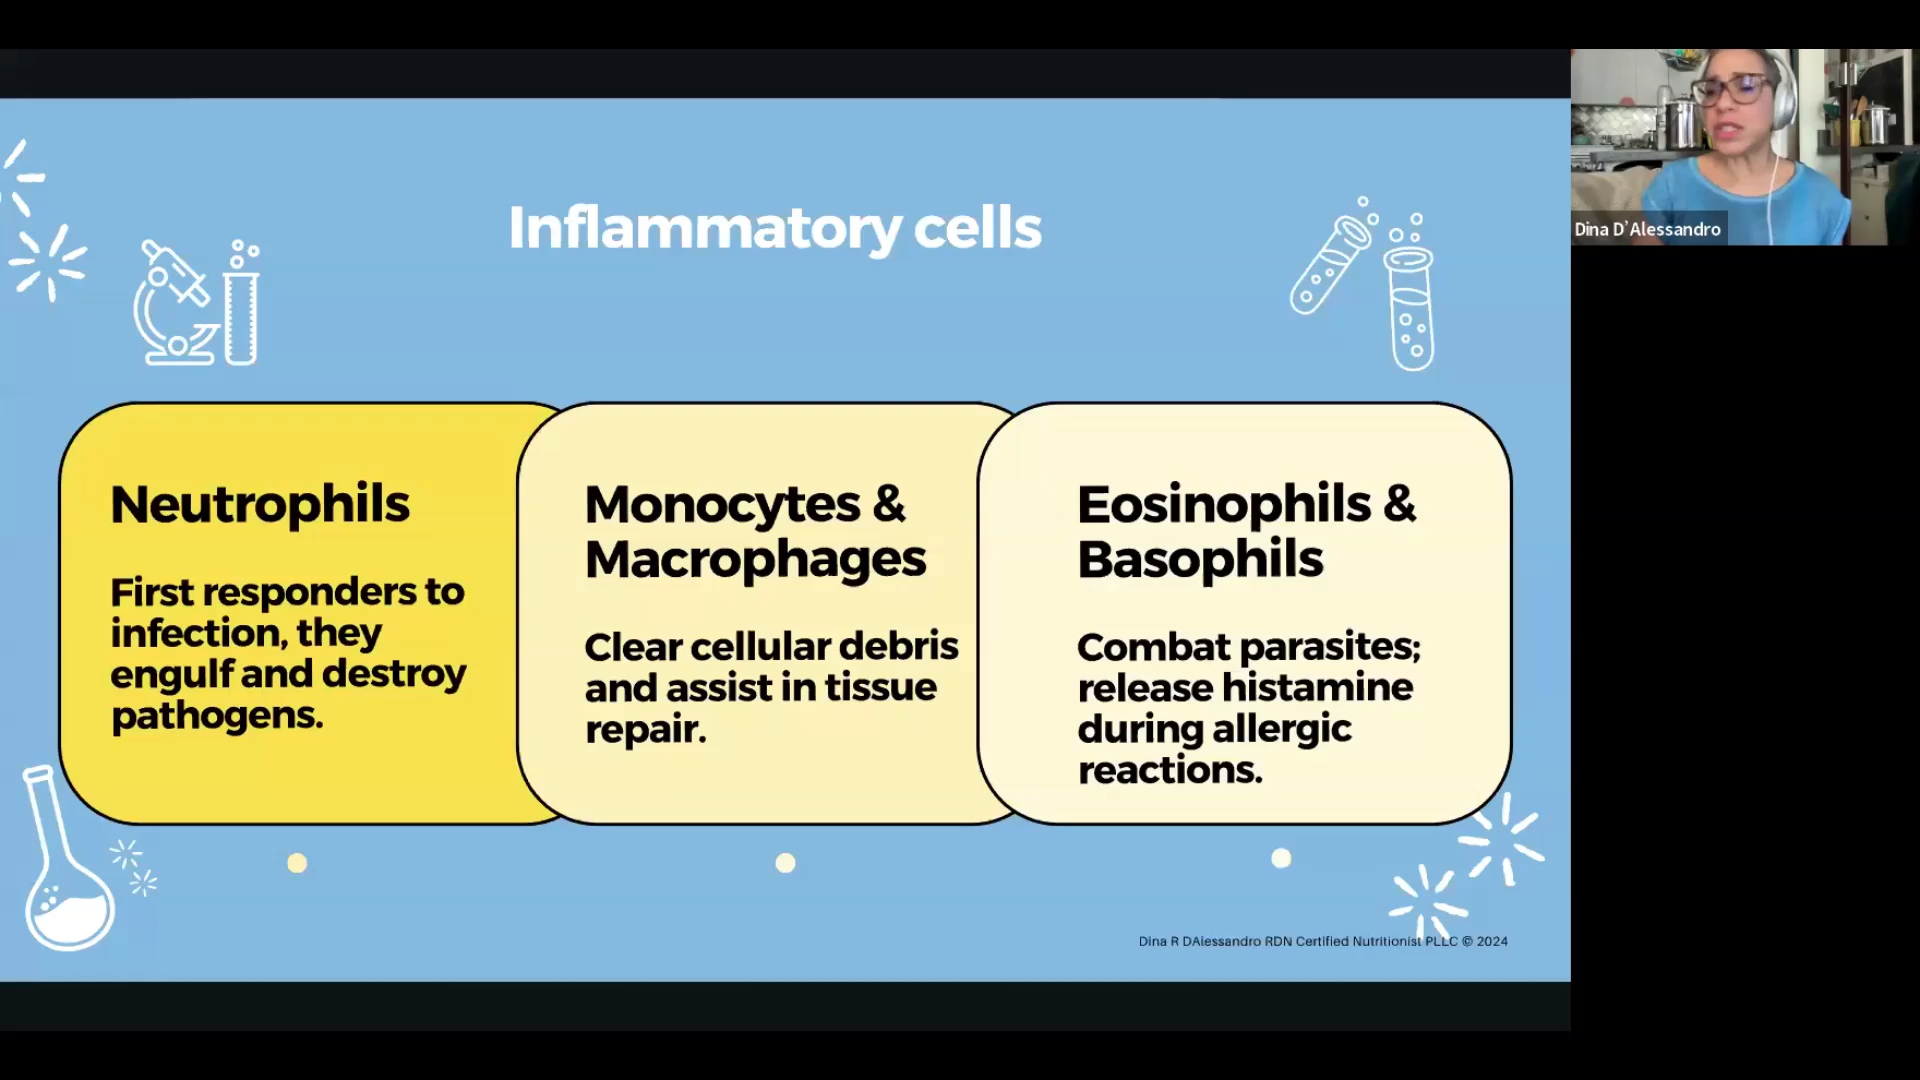 Inflammatory cells
Neutrophils
First responders to
infection, they
engulf and destroy
pathogens.
Monocytes &
Macrophages
Clear cellular debris
and assist in tissue
repair.
Eosinophils &
Basophils
Combat parasites;
release histamine
during allergic
reactions.
Dina R DAlessandro RDN Certified Nutritionist PLLC © 2024
Dina D'Alessandro